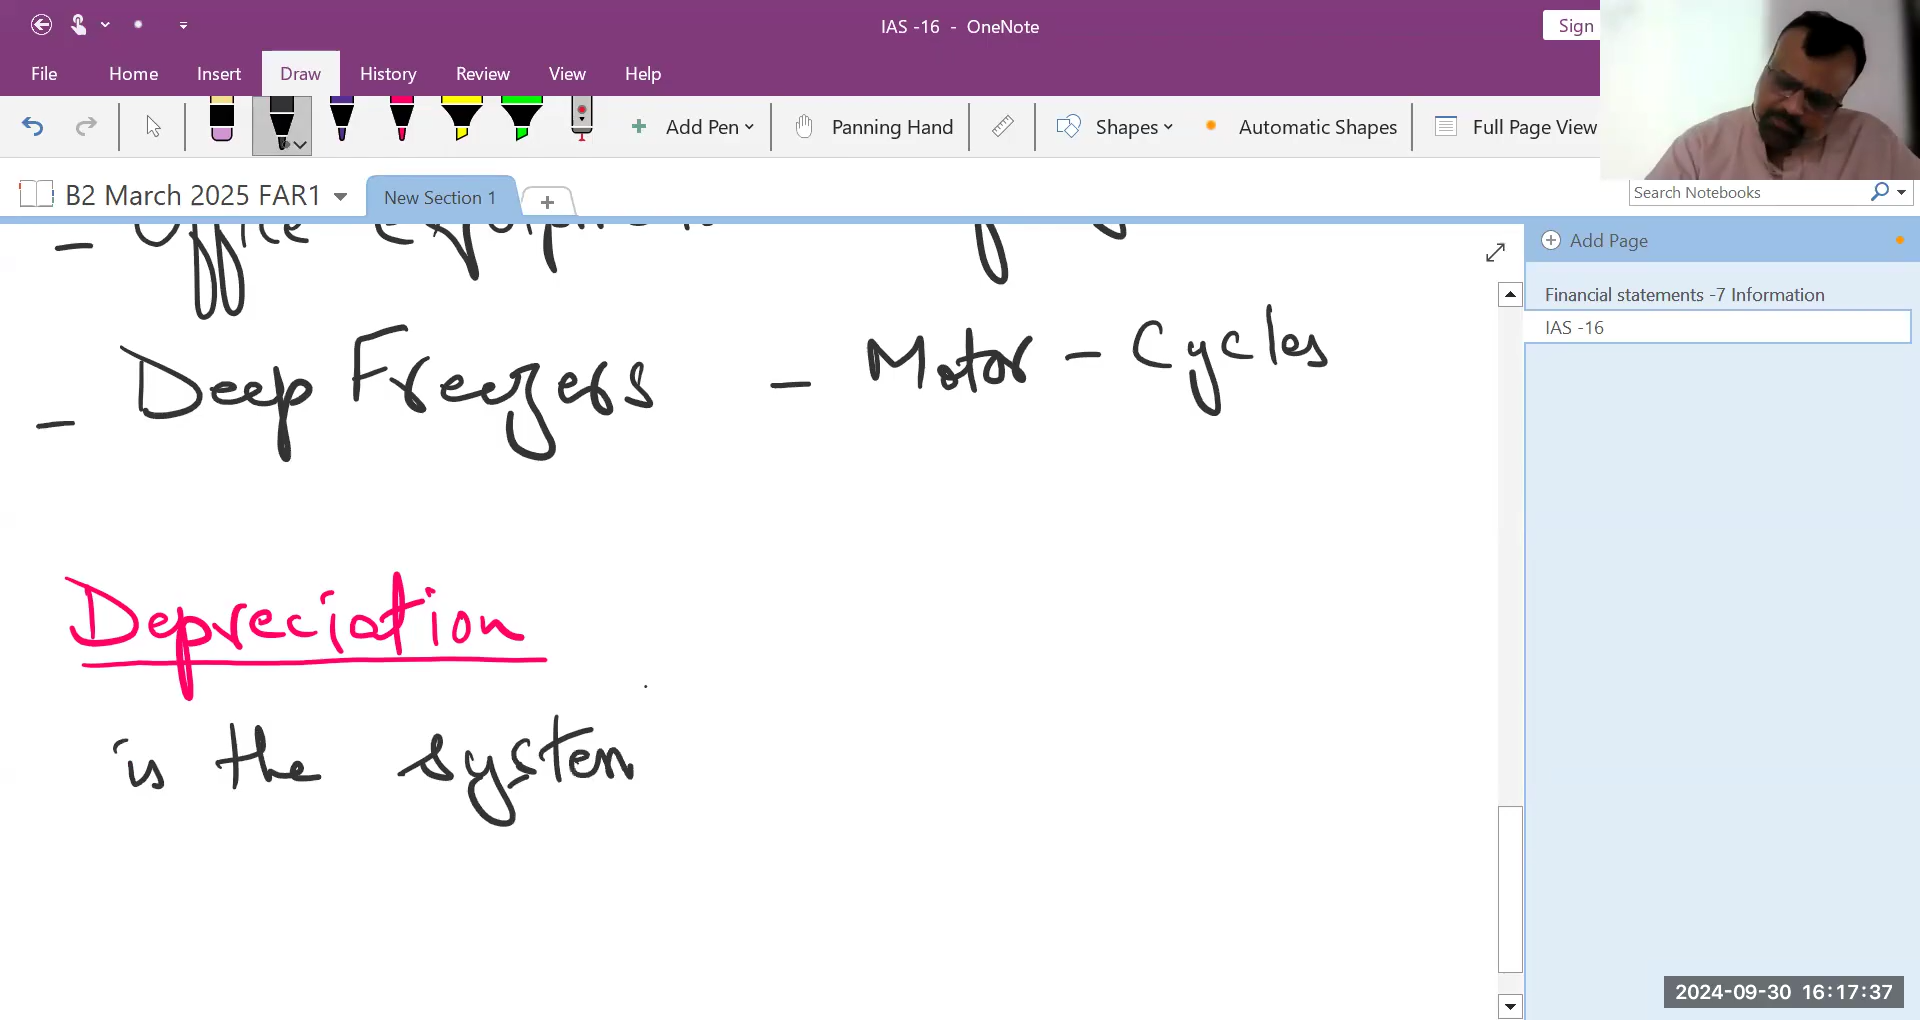 IAS -16 - OneNote
Sign
File Home Insert Draw History Review View Help
Add Pen Panning Hand Shapes Automatic Shapes Full Page View
B2 March 2025 FAR1 New Section 1
Search Notebooks
Add Page
Financial statements -7 Information
IAS -16
- Office Equipment
- Deep Freezers - Motor - Cycles
Depreciation
is the system
2024-09-30 16:17:37